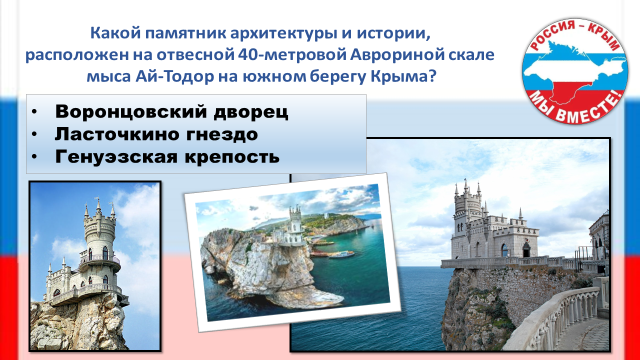 Какой памятник архитектуры и истории,
расположен на отвесной 40-метровой Аврориной скале
мыса Ай-Тодор на южном берегу Крыма?
РОССИЯ – КРЫМ
МЫ ВМЕСТЕ!
• Воронцовский дворец
• Ласточкино гнездо
• Генуэзская крепость